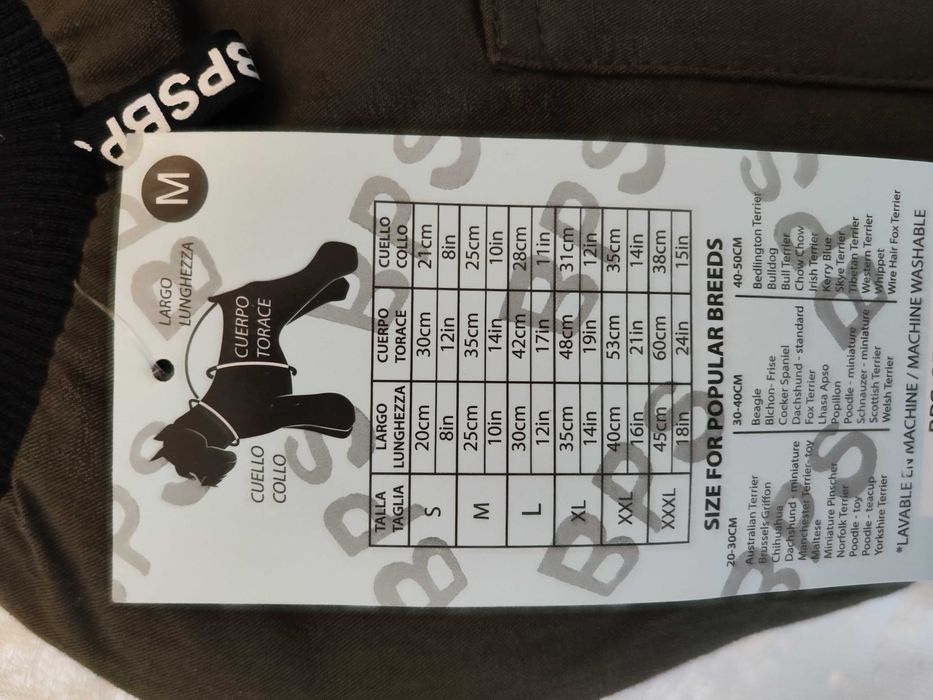 BPSBP
M
LARGO
LUNGHEZZA
CUERPO
TORACE
CUELLO
COLLO
TALLA LARGO CUERPO CUELLO
TAGLIA LUNGHEZZA TORACE COLLO
S 20cm 30cm 21cm
8in 12in 8in
M 25cm 35cm 25cm
10in 14in 10in
L 30cm 42cm 28cm
12in 17in 11in
XL 35cm 48cm 31cm
14in 19in 12in
XXL 40cm 53cm 35cm
16in 21in 14in
XXXL 45cm 60cm 38cm
18in 24in 15in
SIZE FOR POPULAR BREEDS
20-30CM
Australian Terrier
Brussels Griffon
Chihuahua
Dachshund - miniature
Manchester Terrier- toy
Maltese
Miniature Pinscher
Norfolk Terrier
Poodle - toy
Poodle - teacup
Yorkshire Terrier
30-40CM
Beagle
Blchon- Frise
Cocker Spaniel
Dachshund - standard
Fox Terrier
Lhasa Apso
Popillon
Poodle - miniature
Schnauzer - miniature
Scottish Terrier
Welsh Terrier
40-50CM
Bedlington Terrier
Bulldog
Bull Terrier
Chow Chow
Irish Terrier
Kerry Blue
Skye Terrier
Tibetan Terrier
Western Terrier
Whippet
Wire Hair Fox Terrier
*LAVABLE EN MACHINE / MACHINE WASHABLE